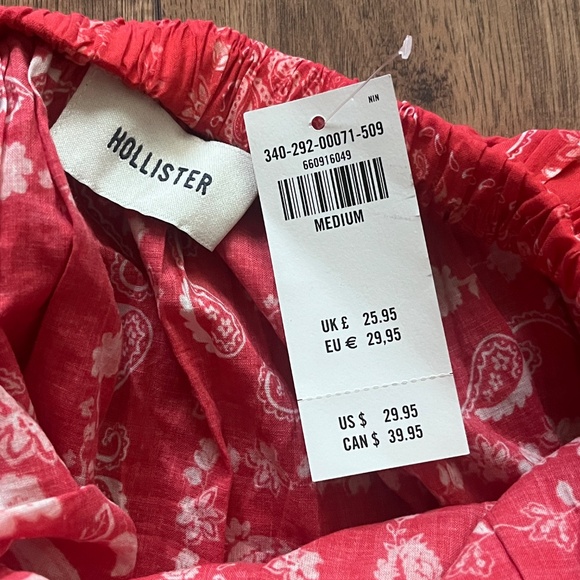 HOLLISTER
NIN
340-292-00071-509
660916049
MEDIUM
UK £ 25.95
EU € 29,95
US $ 29.95
CAN $ 39.95